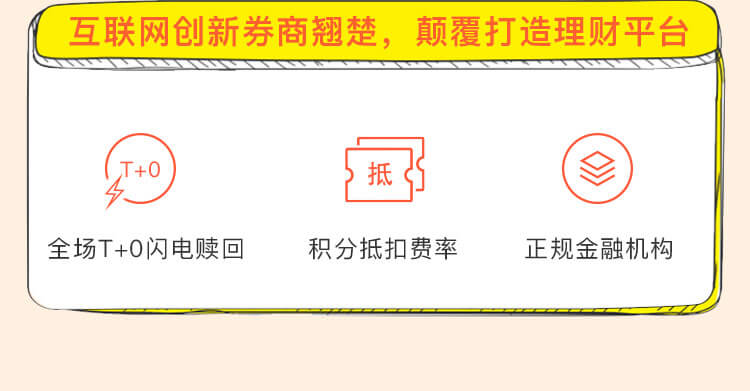 互联网创新券商翘楚，颠覆打造理财平台
T+0
抵
全场T+0闪电赎回
积分抵扣费率
正规金融机构